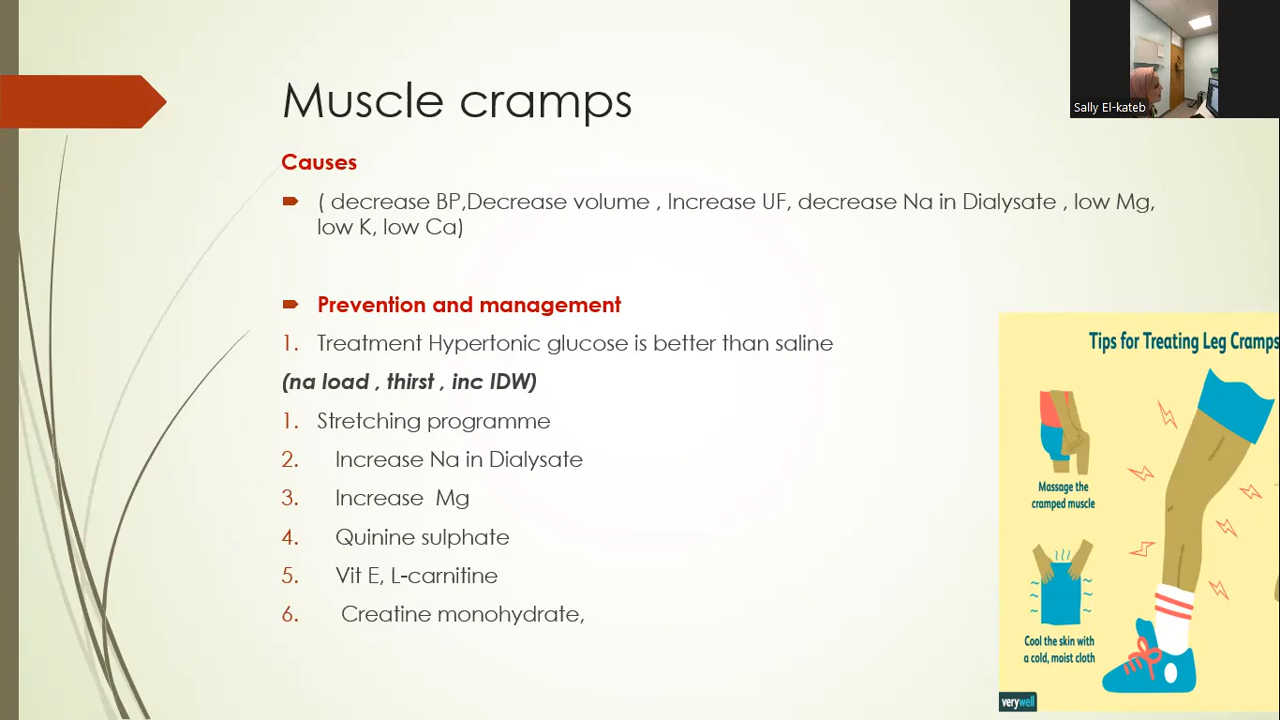 Muscle cramps
Sally El-kateb
Causes
( decrease BP,Decrease volume , Increase UF, decrease Na in Dialysate , low Mg,
low K, low Ca)
Prevention and management
1. Treatment Hypertonic glucose is better than saline
(na load , thirst , inc IDW)
1. Stretching programme
2. Increase Na in Dialysate
3. Increase Mg
4. Quinine sulphate
5. Vit E, L-carnitine
6. Creatine monohydrate,
Tips for Treating Leg Cramps
Massage the
cramped muscle
Cool the skin with
a cold, moist cloth
verywell